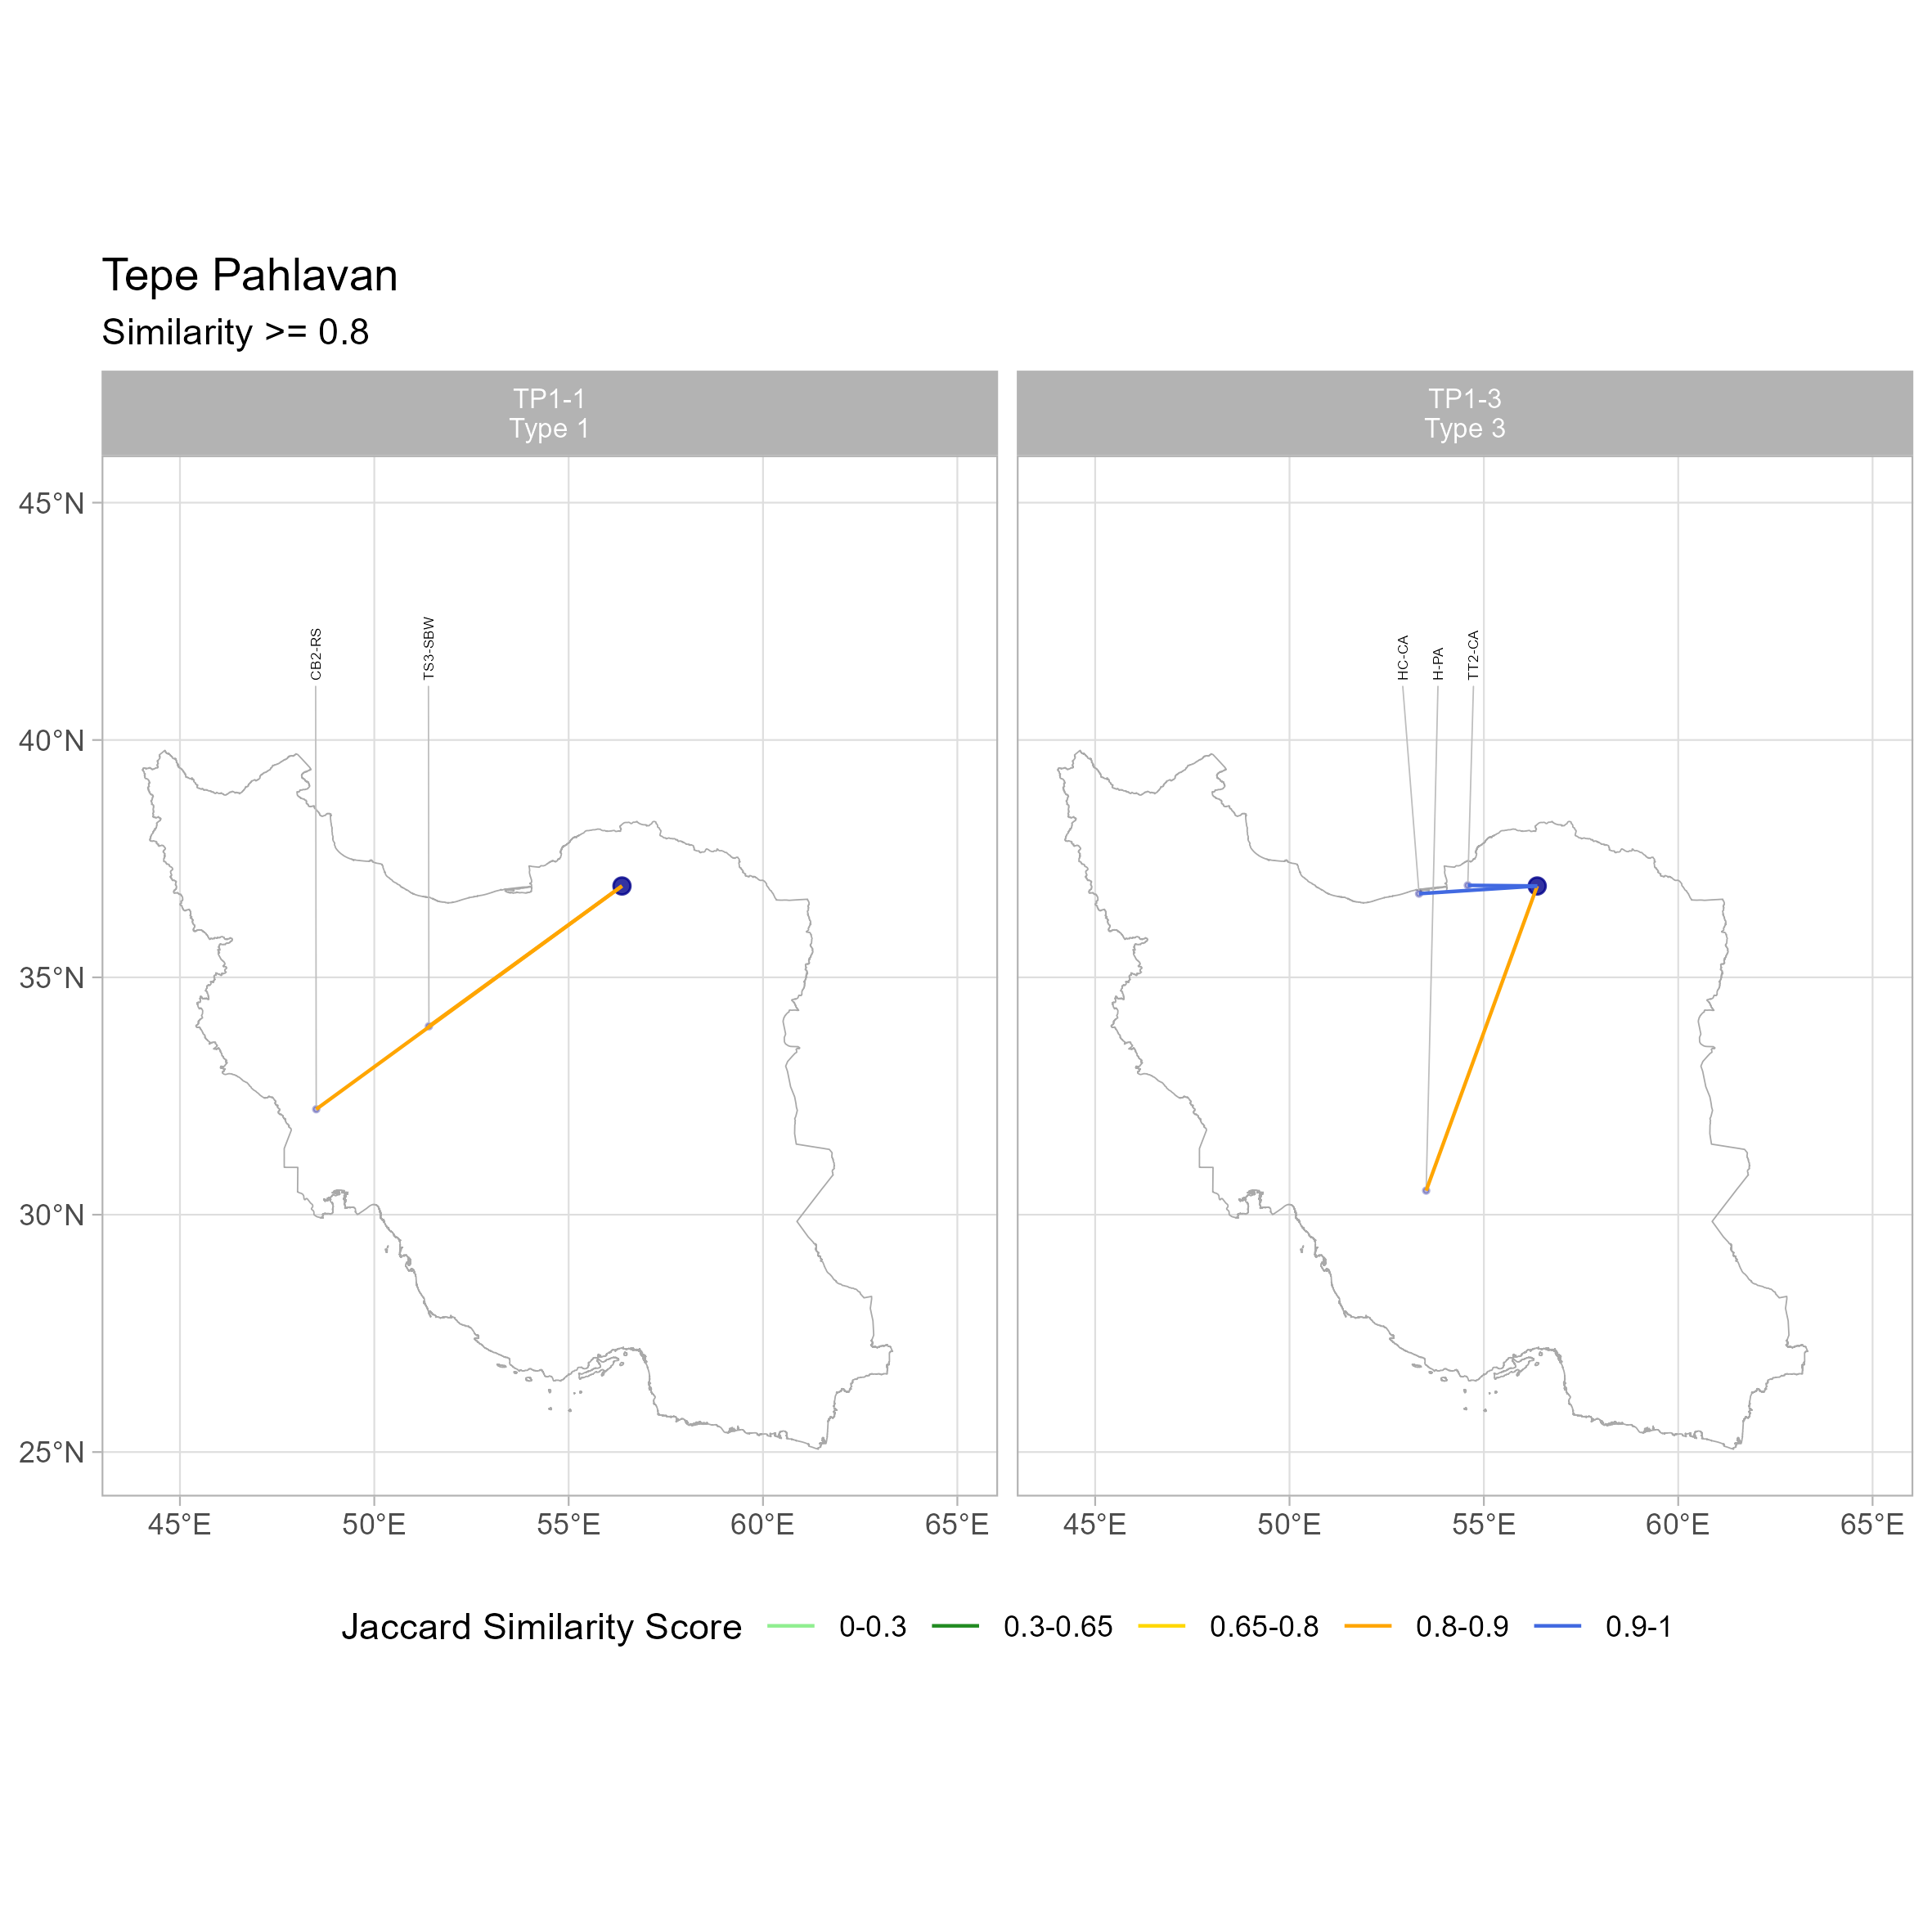 Tepe Pahlavan
Similarity >= 0.8
TP1-1
Type 1
TP1-3
Type 3
CB2-RS
TS3-SBW
HC-CA
H-PA
TT2-CA
45°N
40°N
35°N
30°N
25°N
45°E 50°E 55°E 60°E 65°E
45°E 50°E 55°E 60°E 65°E
Jaccard Similarity Score 0-0.3 0.3-0.65 0.65-0.8 0.8-0.9 0.9-1